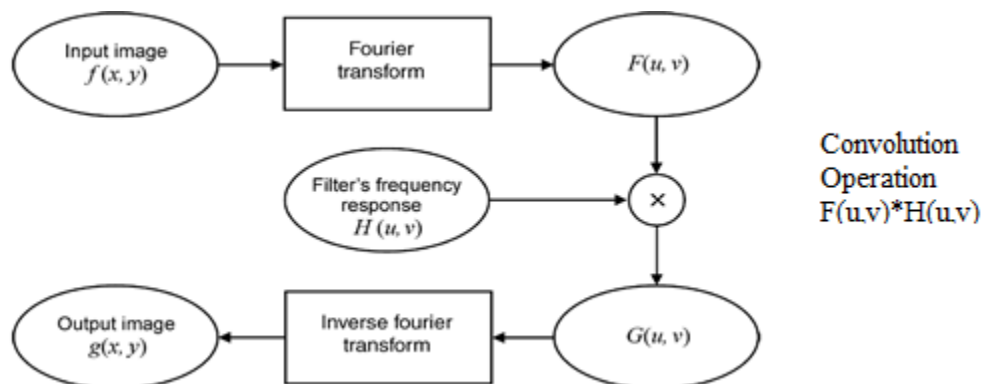 Input image
f(x, y)
Fourier
transform
F(u, v)
Convolution
Operation
F(u,v)*H(u,v)
Filter's frequency
response
H (u, v)
×
Output image
g(x, y)
Inverse fourier
transform
G(u, v)